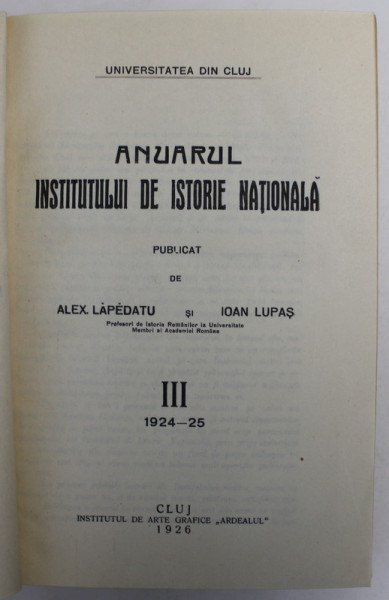 UNIVERSITATEA DIN CLUJ
ANUARUL
INSTITUTULUI DE ISTORIE NAȚIONALĂ
PUBLICAT
DE
ALEX. LĂPĔDATU ȘI IOAN LUPAȘ
Profesori de Istoria Românilor la Universitate
Membri ai Academiei Române
III
1924—25
CLUJ
INSTITUTUL DE ARTE GRAFICE „ARDEALUL"
1926